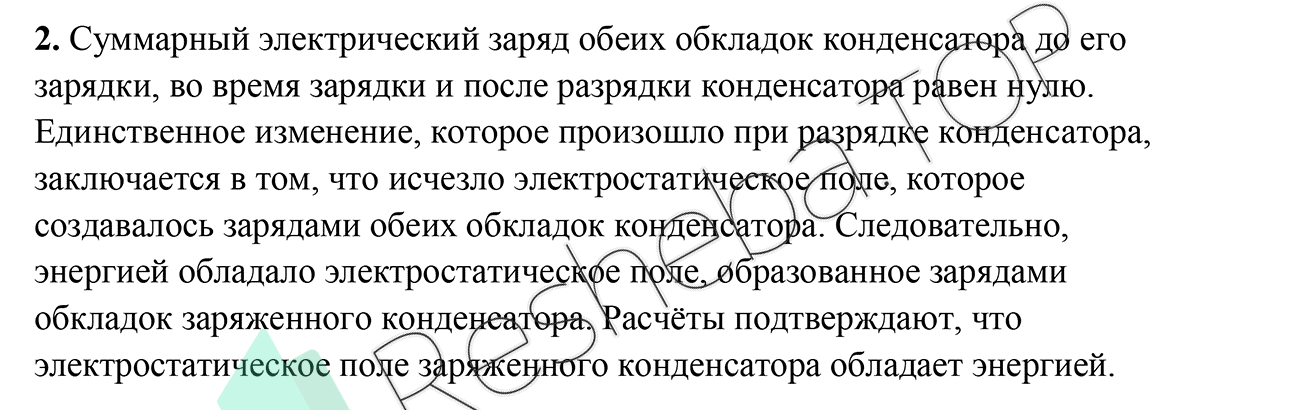 2. Суммарный электрический заряд обеих обкладок конденсатора до его
зарядки, во время зарядки и после разрядки конденсатора равен нулю.
Единственное изменение, которое произошло при разрядке конденсатора,
заключается в том, что исчезло электростатическое поле, которое
создавалось зарядами обеих обкладок конденсатора. Следовательно,
энергией обладало электростатическое поле, образованное зарядами
обкладок заряженного конденсатора. Расчёты подтверждают, что
электростатическое поле заряженного конденсатора обладает энергией.
Resheba TOP